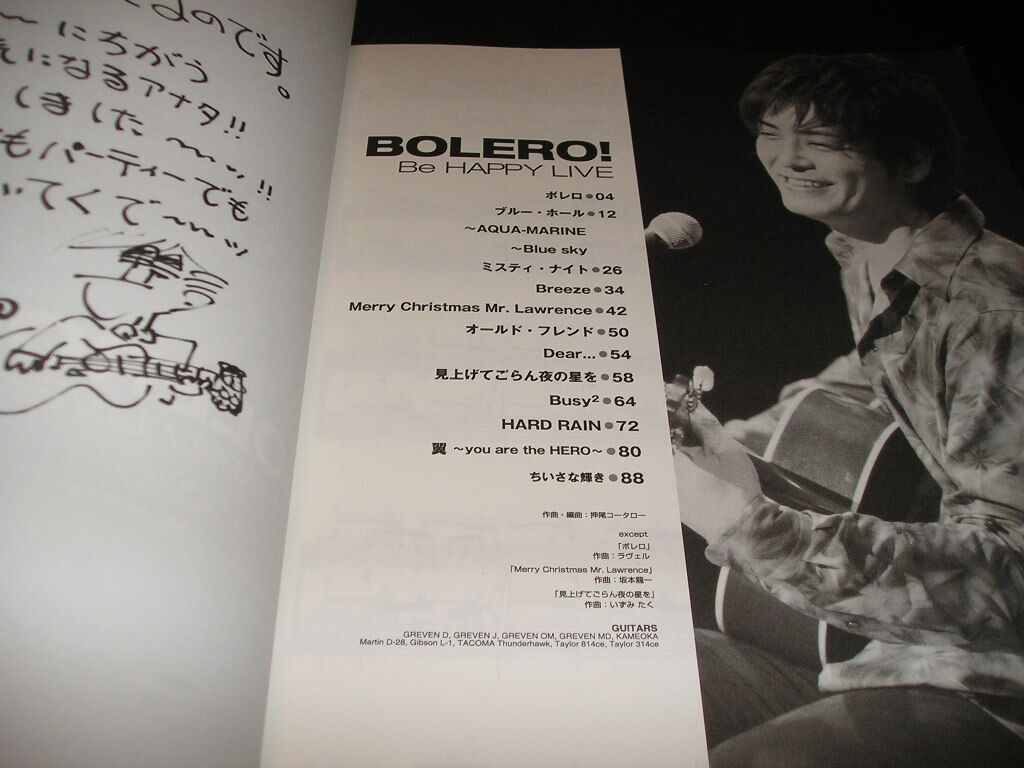 なのです。
〜にちがう
気になるアナタ!!
しました〜〜ッ!!
もパーティーでも
いてくで〜〜ッ
BOLERO!
Be HAPPY LIVE
ボレロ●04
ブルー・ホール●12
～AQUA-MARINE
～Blue sky
ミスティ・ナイト●26
Breeze●34
Merry Christmas Mr. Lawrence●42
オールド・フレンド●50
Dear...●54
見上げてごらん夜の星を●58
Busy²●64
HARD RAIN●72
翼 ～you are the HERO～●80
ちいさな輝き●88
作曲・編曲：押尾コータロー
except
「ボレロ」
作曲：ラヴェル
「Merry Christmas Mr. Lawrence」
作曲：坂本龍一
「見上げてごらん夜の星を」
作曲：いずみ たく
GUITARS
GREVEN D, GREVEN J, GREVEN OM, GREVEN MD, KAMEOKA
Martin D-28, Gibson L-1, TACOMA Thunderhawk, Taylor 814ce, Taylor 314ce